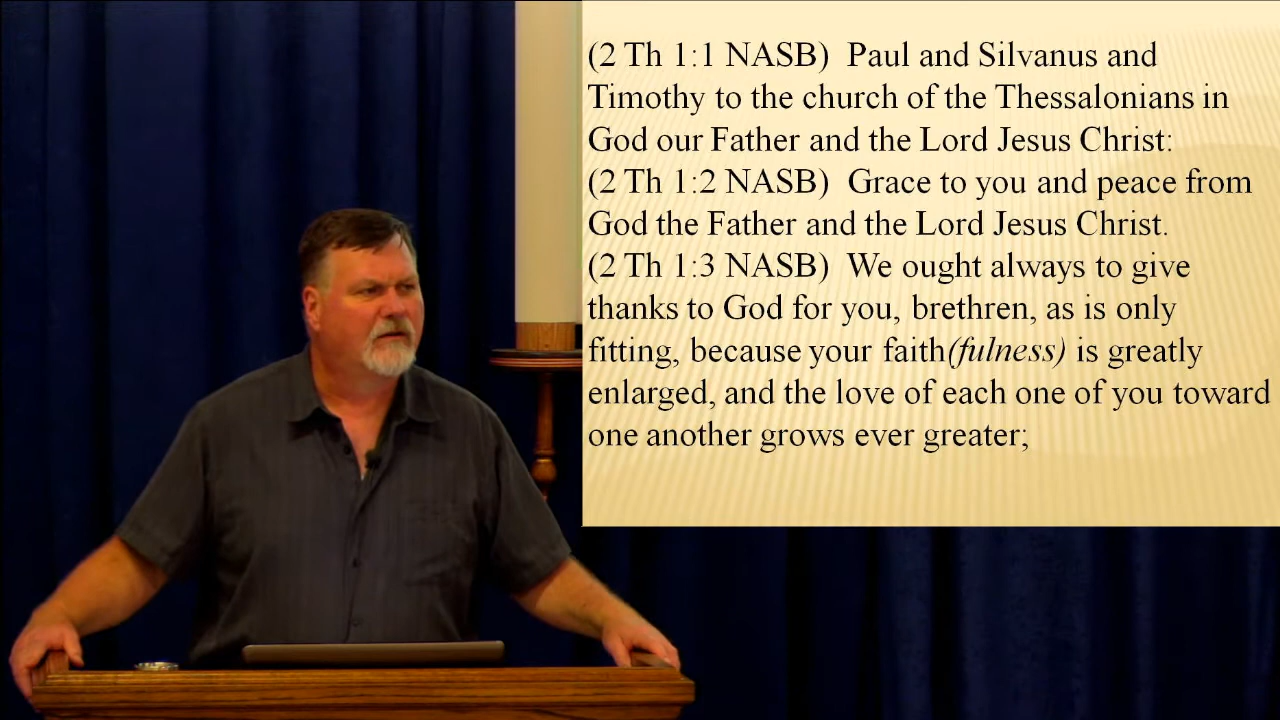 (2 Th 1:1 NASB)  Paul and Silvanus and
Timothy to the church of the Thessalonians in
God our Father and the Lord Jesus Christ:
(2 Th 1:2 NASB)  Grace to you and peace from
God the Father and the Lord Jesus Christ.
(2 Th 1:3 NASB)  We ought always to give
thanks to God for you, brethren, as is only
fitting, because your faith(fulness) is greatly
enlarged, and the love of each one of you toward
one another grows ever greater;